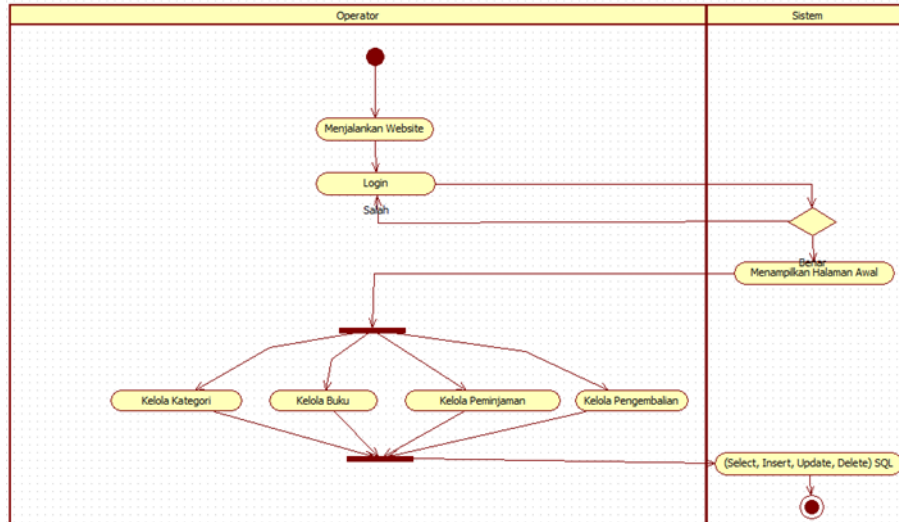 Operator
Sistem
Menjalankan Website
Login
Salah
Benar
Menampilkan Halaman Awal
Kelola Kategori
Kelola Buku
Kelola Peminjaman
Kelola Pengembalian
(Select, Insert, Update, Delete) SQL